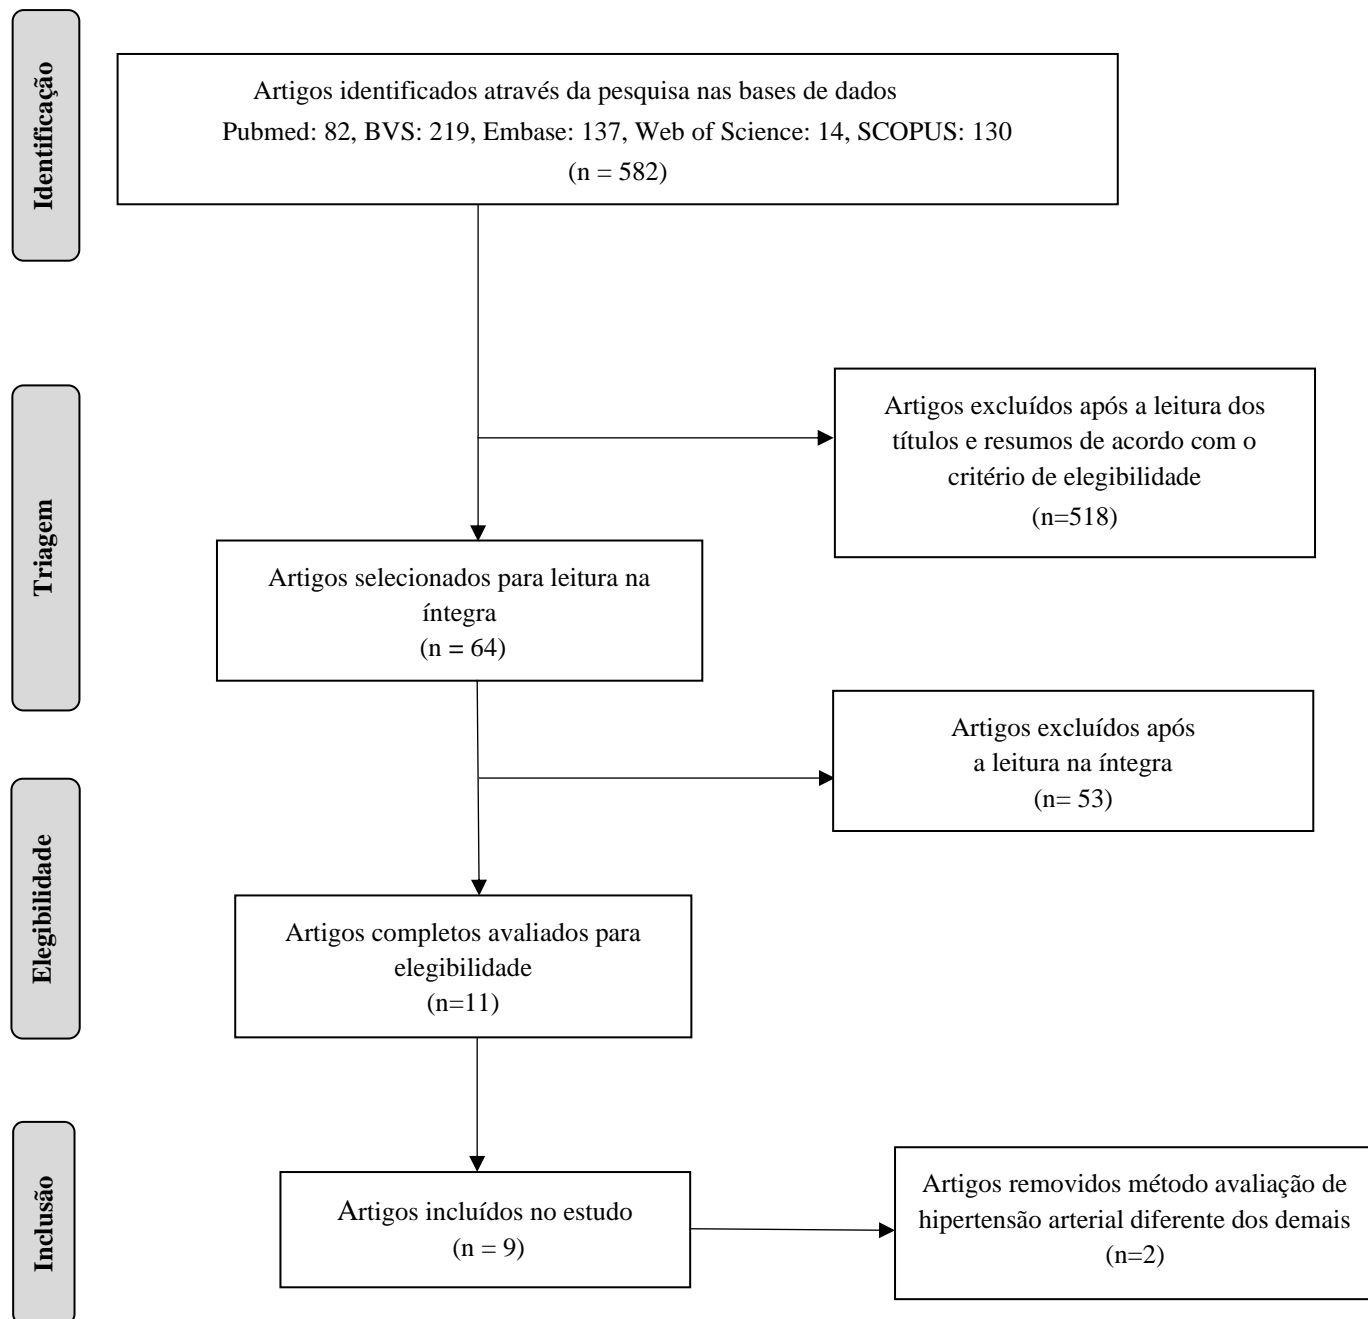 Identificação
Artigos identificados através da pesquisa nas bases de dados
Pubmed: 82, BVS: 219, Embase: 137, Web of Science: 14, SCOPUS: 130
(n = 582)
Triagem
Artigos excluídos após a leitura dos
títulos e resumos de acordo com o
critério de elegibilidade
(n=518)
Artigos selecionados para leitura na
íntegra
(n = 64)
Artigos excluídos após
a leitura na íntegra
(n= 53)
Elegibilidade
Artigos completos avaliados para
elegibilidade
(n=11)
Inclusão
Artigos incluídos no estudo
(n = 9)
Artigos removidos método avaliação de
hipertensão arterial diferente dos demais
(n=2)